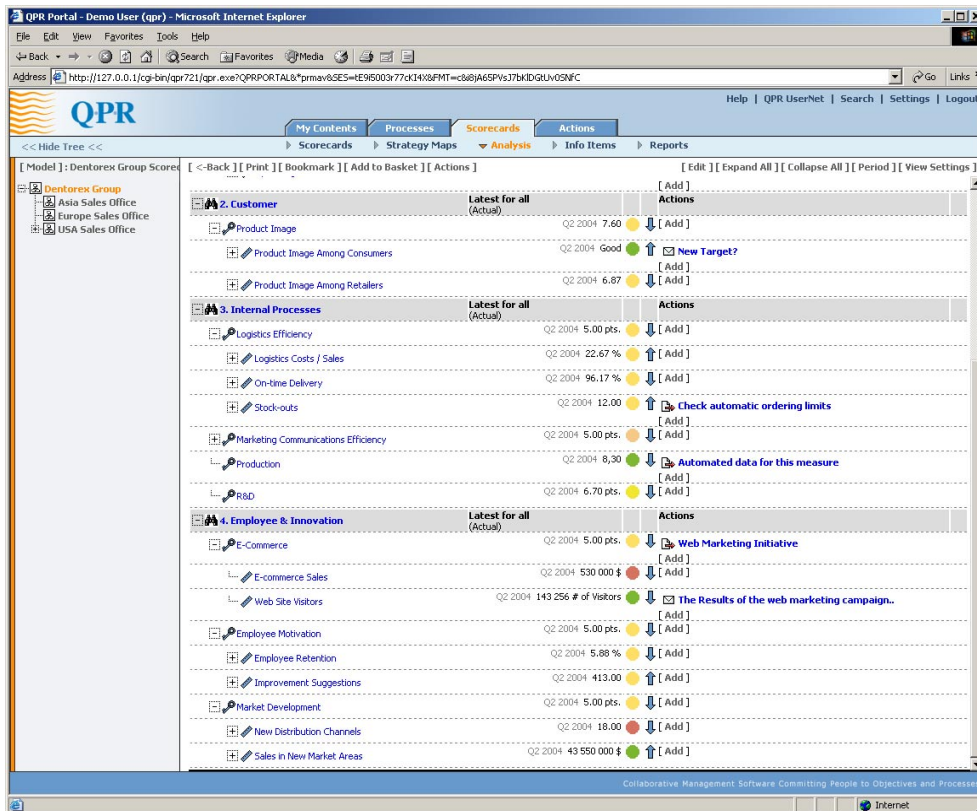 QPR Portal - Demo User (qpr) - Microsoft Internet Explorer
File Edit View Favorites Tools Help
Back Search Favorites Media
Address http://127.0.0.1/cgi-bin/qpr721/qpr.exe?QPRPORTAL&*prmav&SES=tE9i5003r77cKI4X&FMT=c&i8jA65PVsJ7bKlDGtUv0SNfC Go Links
Help | QPR UserNet | Search | Settings | Logout
QPR
My Contents Processes Scorecards Actions
<< Hide Tree << Scorecards Strategy Maps Analysis Info Items Reports
[ Model ] : Dentorex Group Scorec [ <-Back ] [ Print ] [ Bookmark ] [ Add to Basket ] [ Actions ] [ Edit ] [ Expand All ] [ Collapse All ] [ Period ] [ View Settings ]
Dentorex Group
Asia Sales Office
Europe Sales Office
USA Sales Office
[ Add ]
2. Customer Latest for all (Actual) Actions
Product Image Q2 2004 7.60 [ Add ]
Product Image Among Consumers Q2 2004 Good New Target?
[ Add ]
Product Image Among Retailers Q2 2004 6.87 [ Add ]
3. Internal Processes Latest for all (Actual) Actions
Logistics Efficiency Q2 2004 5.00 pts. [ Add ]
Logistics Costs / Sales Q2 2004 22.67 % [ Add ]
On-time Delivery Q2 2004 96.17 % [ Add ]
Stock-outs Q2 2004 12.00 Check automatic ordering limits
[ Add ]
Marketing Communications Efficiency Q2 2004 5.00 pts. [ Add ]
Production Q2 2004 8,30 Automated data for this measure
[ Add ]
R&D Q2 2004 6.70 pts. [ Add ]
4. Employee & Innovation Latest for all (Actual) Actions
E-Commerce Q2 2004 5.00 pts. Web Marketing Initiative
[ Add ]
E-commerce Sales Q2 2004 530 000 $ [ Add ]
Web Site Visitors Q2 2004 143 256 # of Visitors The Results of the web marketing campaign..
[ Add ]
Employee Motivation Q2 2004 5.00 pts. [ Add ]
Employee Retention Q2 2004 5.88 % [ Add ]
Improvement Suggestions Q2 2004 413.00 [ Add ]
Market Development Q2 2004 5.00 pts. [ Add ]
New Distribution Channels Q2 2004 18.00 [ Add ]
Sales in New Market Areas Q2 2004 43 550 000 $ [ Add ]
Collaborative Management Software Committing People to Objectives and Processes
Internet